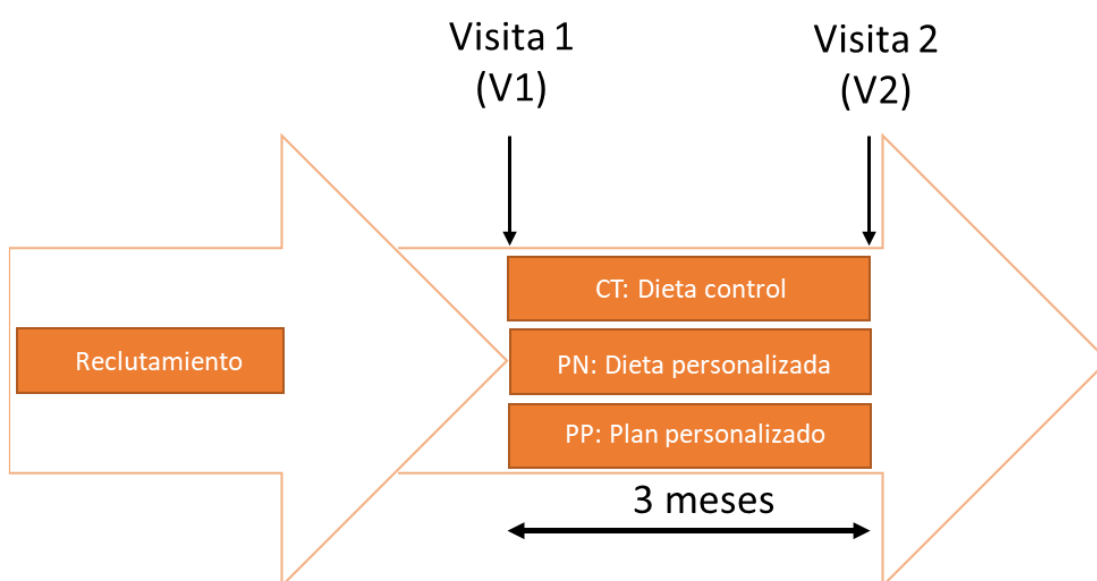 Visita 1
(V1)
Visita 2
(V2)
Reclutamiento
CT: Dieta control
PN: Dieta personalizada
PP: Plan personalizado
3 meses